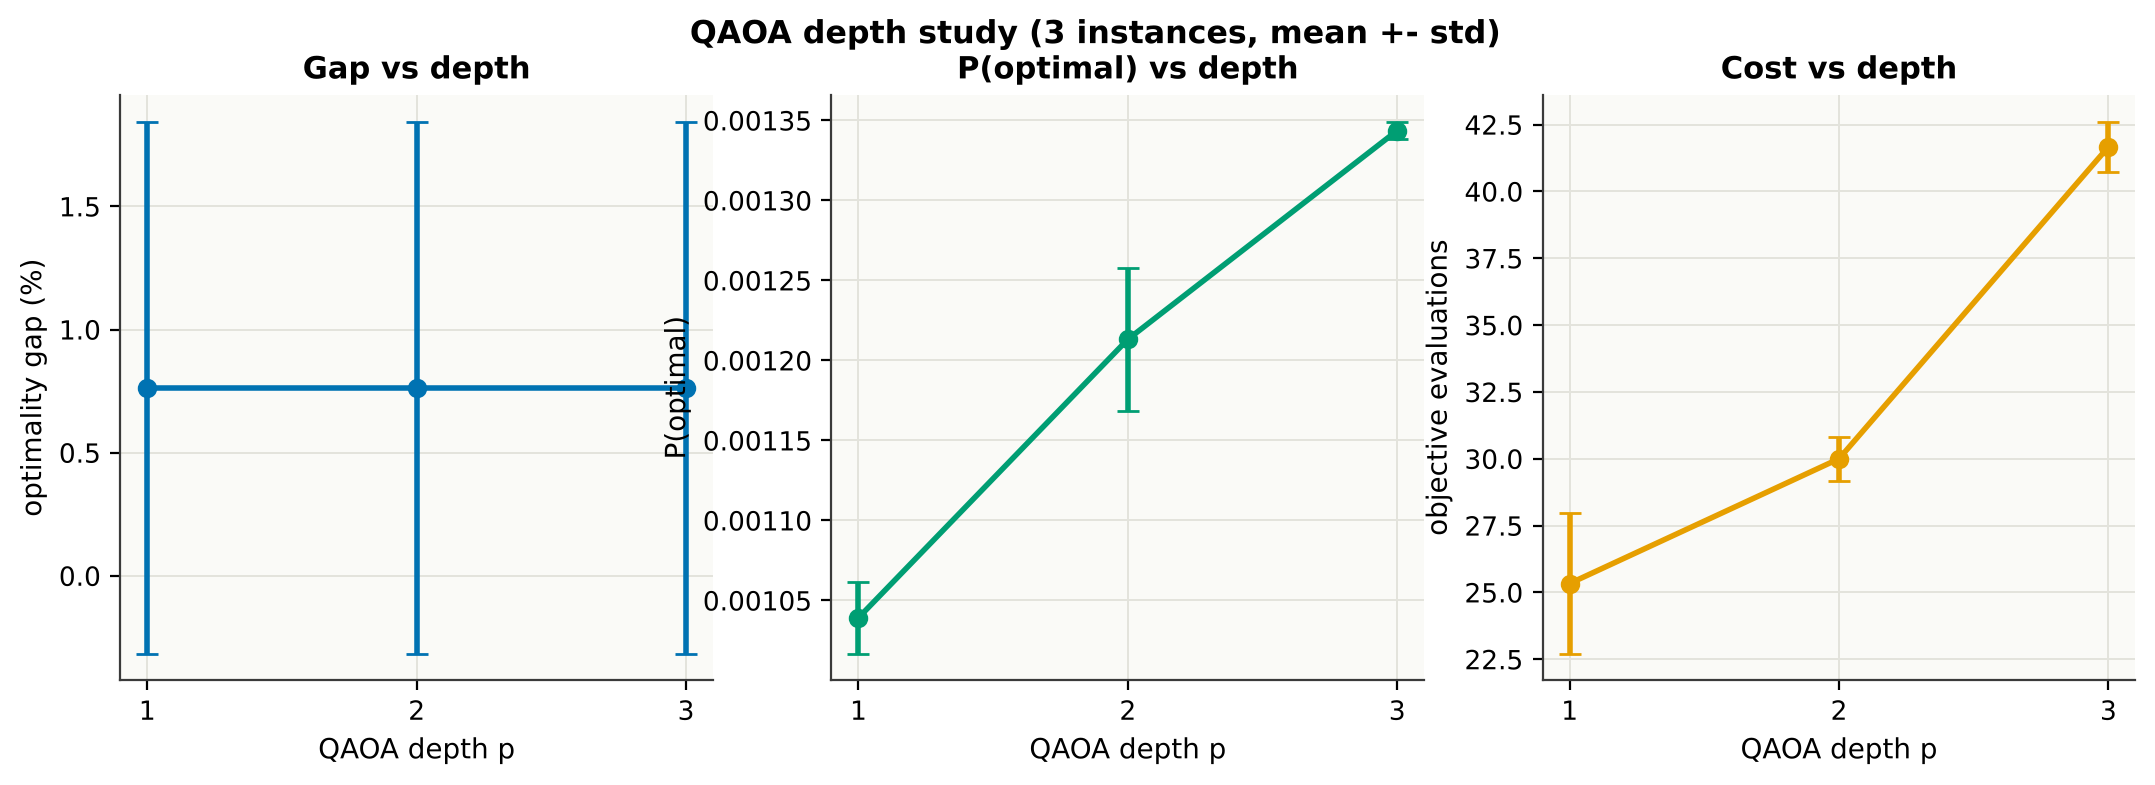 QAOA depth study (3 instances, mean +- std)
Gap vs depth
optimality gap (%)
1.5
1.0
0.5
0.0
1
2
3
QAOA depth p
P(optimal) vs depth
P(optimal)
0.00135
0.00130
0.00125
0.00120
0.00115
0.00110
0.00105
1
2
3
QAOA depth p
Cost vs depth
objective evaluations
42.5
40.0
37.5
35.0
32.5
30.0
27.5
25.0
22.5
1
2
3
QAOA depth p